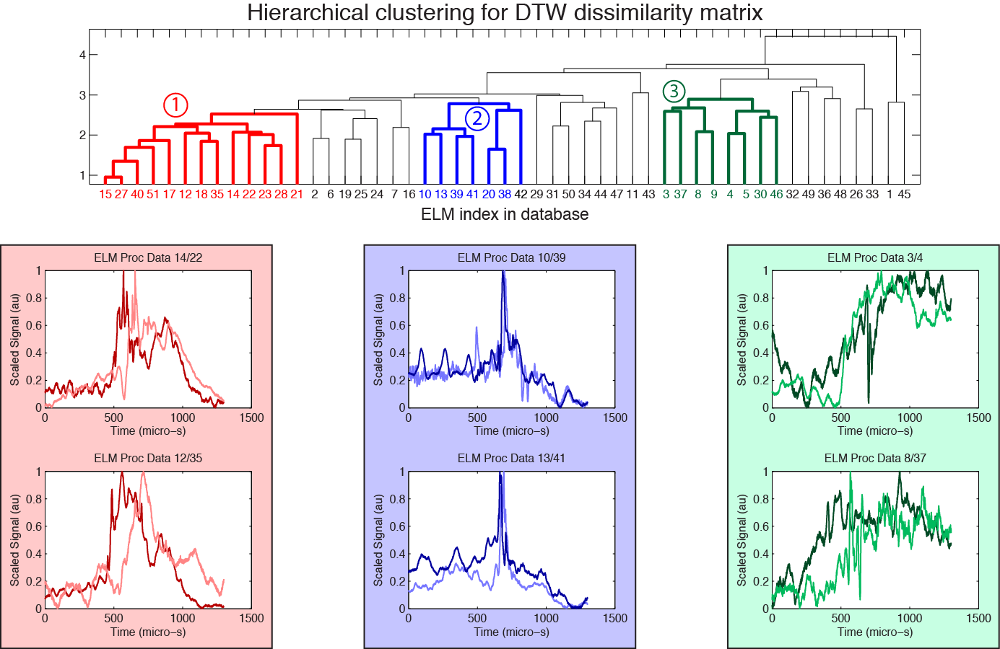 Hierarchical clustering for DTW dissimilarity matrix
4
3
2
1
1
2
3
15 27 40 51 17 12 18 35 14 22 23 28 21 2 6 19 25 24 7 16 10 13 39 41 20 38 42 29 31 50 34 44 47 11 43 3 37 8 9 4 5 30 46 32 49 36 48 26 33 1 45
ELM index in database
ELM Proc Data 14/22
1
0.8
0.6
0.4
0.2
0
Scaled Signal (au)
0 500 1000 1500
Time (micro–s)
ELM Proc Data 12/35
1
0.8
0.6
0.4
0.2
0
Scaled Signal (au)
0 500 1000 1500
Time (micro–s)
ELM Proc Data 10/39
1
0.8
0.6
0.4
0.2
0
Scaled Signal (au)
0 500 1000 1500
Time (micro–s)
ELM Proc Data 13/41
1
0.8
0.6
0.4
0.2
0
Scaled Signal (au)
0 500 1000 1500
Time (micro–s)
ELM Proc Data 3/4
1
0.8
0.6
0.4
0.2
0
Scaled Signal (au)
0 500 1000 1500
Time (micro–s)
ELM Proc Data 8/37
1
0.8
0.6
0.4
0.2
0
Scaled Signal (au)
0 500 1000 1500
Time (micro–s)